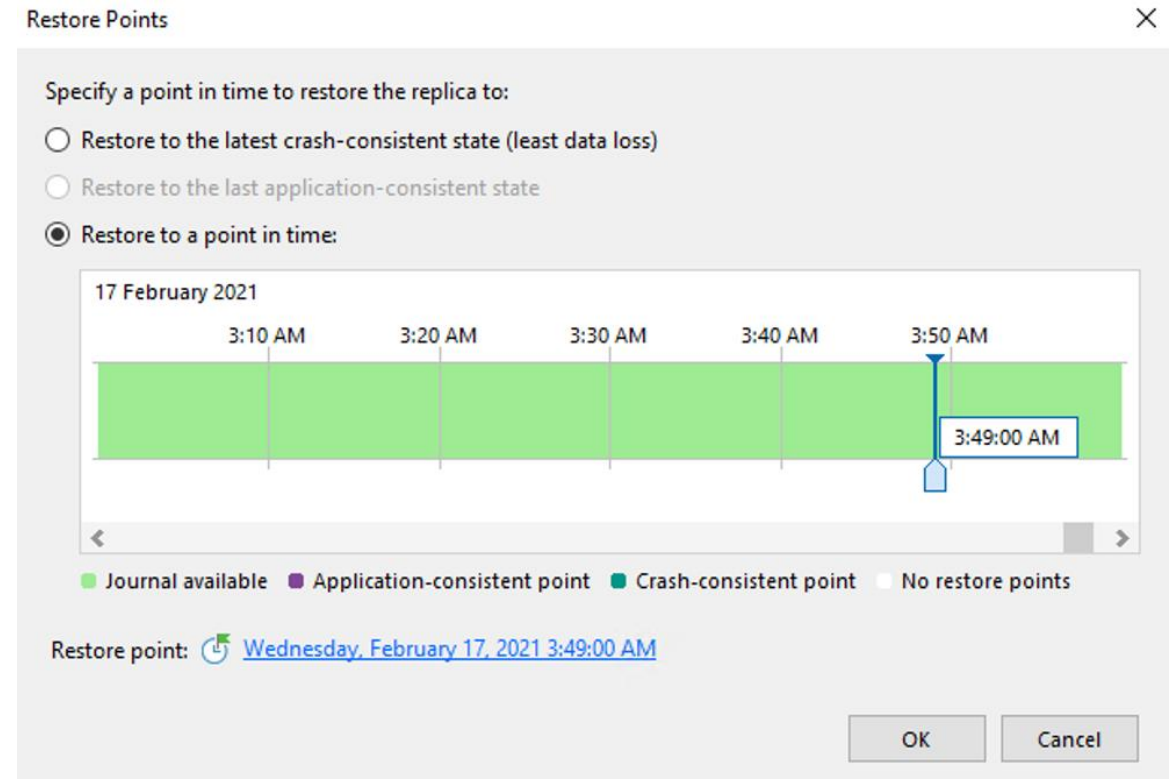 Restore Points
Specify a point in time to restore the replica to:
Restore to the latest crash-consistent state (least data loss)
Restore to the last application-consistent state
Restore to a point in time:
17 February 2021
3:10 AM 3:20 AM 3:30 AM 3:40 AM 3:50 AM
3:49:00 AM
Journal available Application-consistent point Crash-consistent point No restore points
Restore point: Wednesday, February 17, 2021 3:49:00 AM
OK Cancel